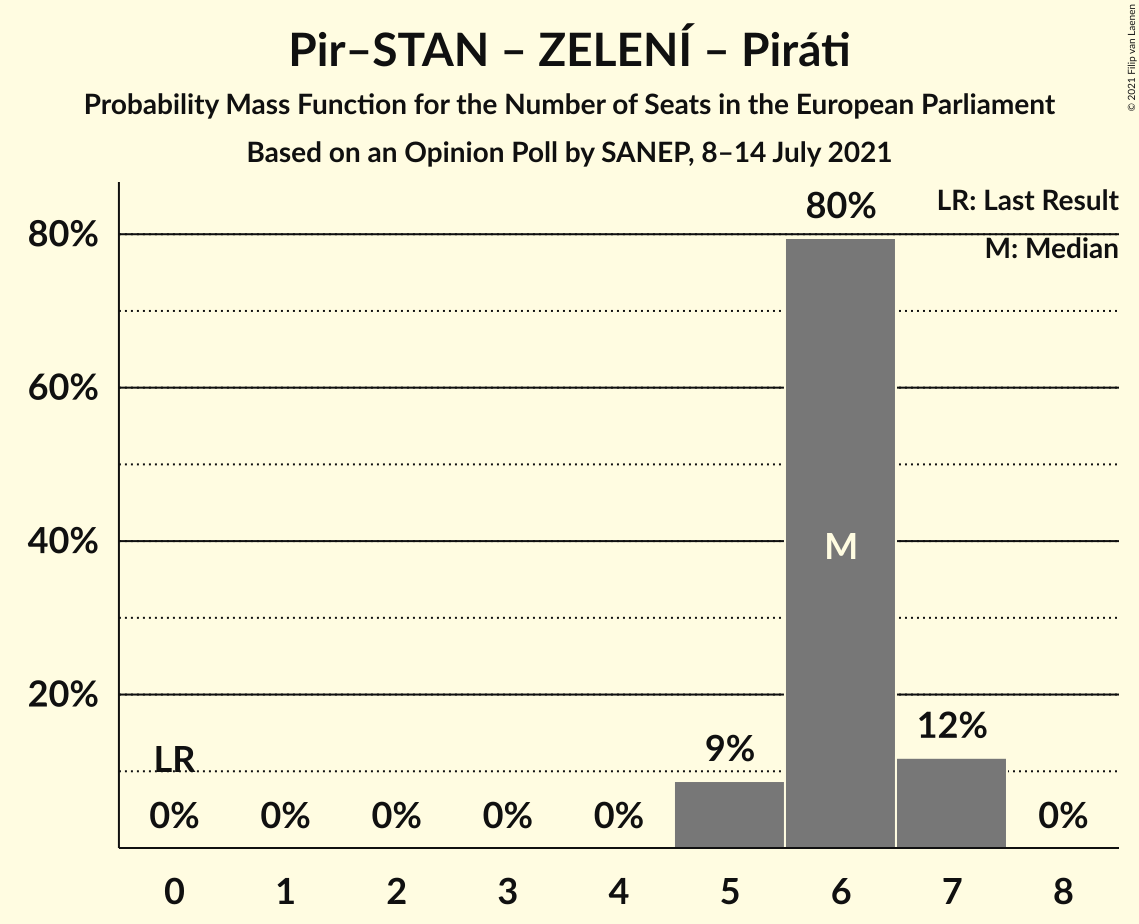 Pir–STAN – ZELENÍ – Piráti
Probability Mass Function for the Number of Seats in the European Parliament
Based on an Opinion Poll by SANEP, 8–14 July 2021
© 2021 Filip van Laenen
LR: Last Result
M: Median
80%
60%
40%
20%
LR
0%
0%
0%
0%
0%
9%
80%
M
12%
0%
0 1 2 3 4 5 6 7 8